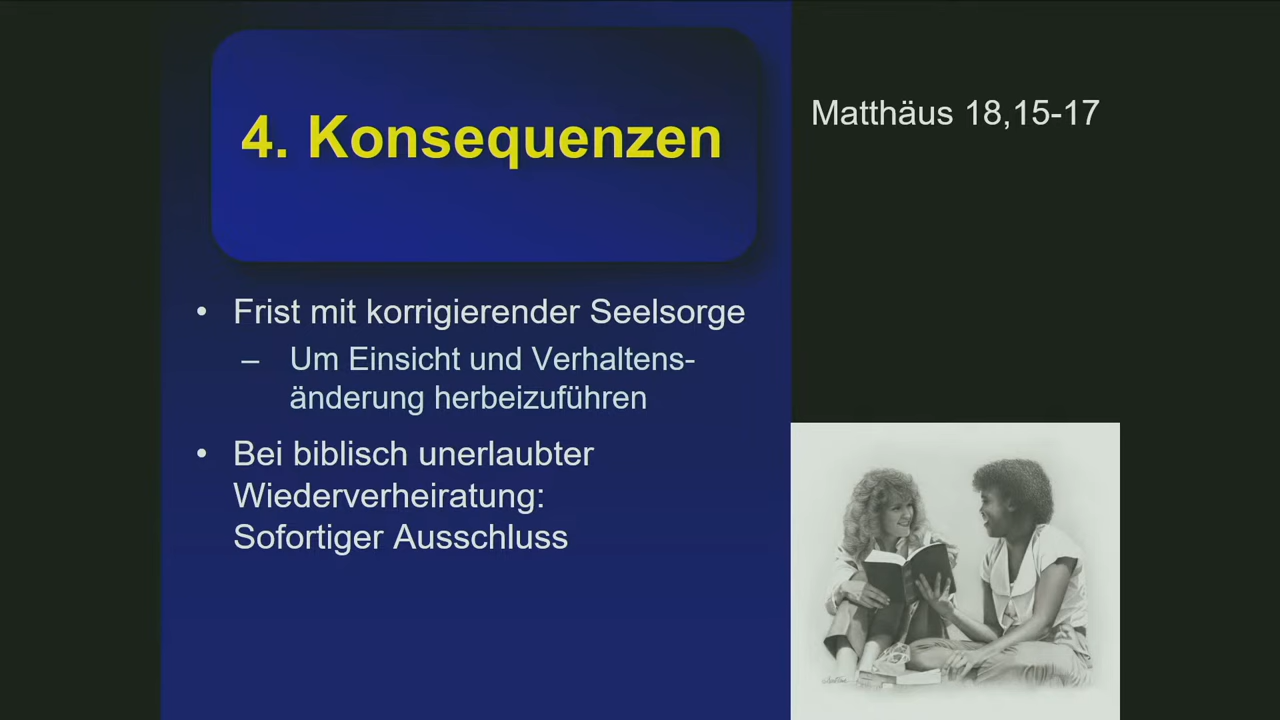 4. Konsequenzen
Matthäus 18,15-17
• Frist mit korrigierender Seelsorge
– Um Einsicht und Verhaltens-
änderung herbeizuführen
• Bei biblisch unerlaubter
Wiederverheiratung:
Sofortiger Ausschluss